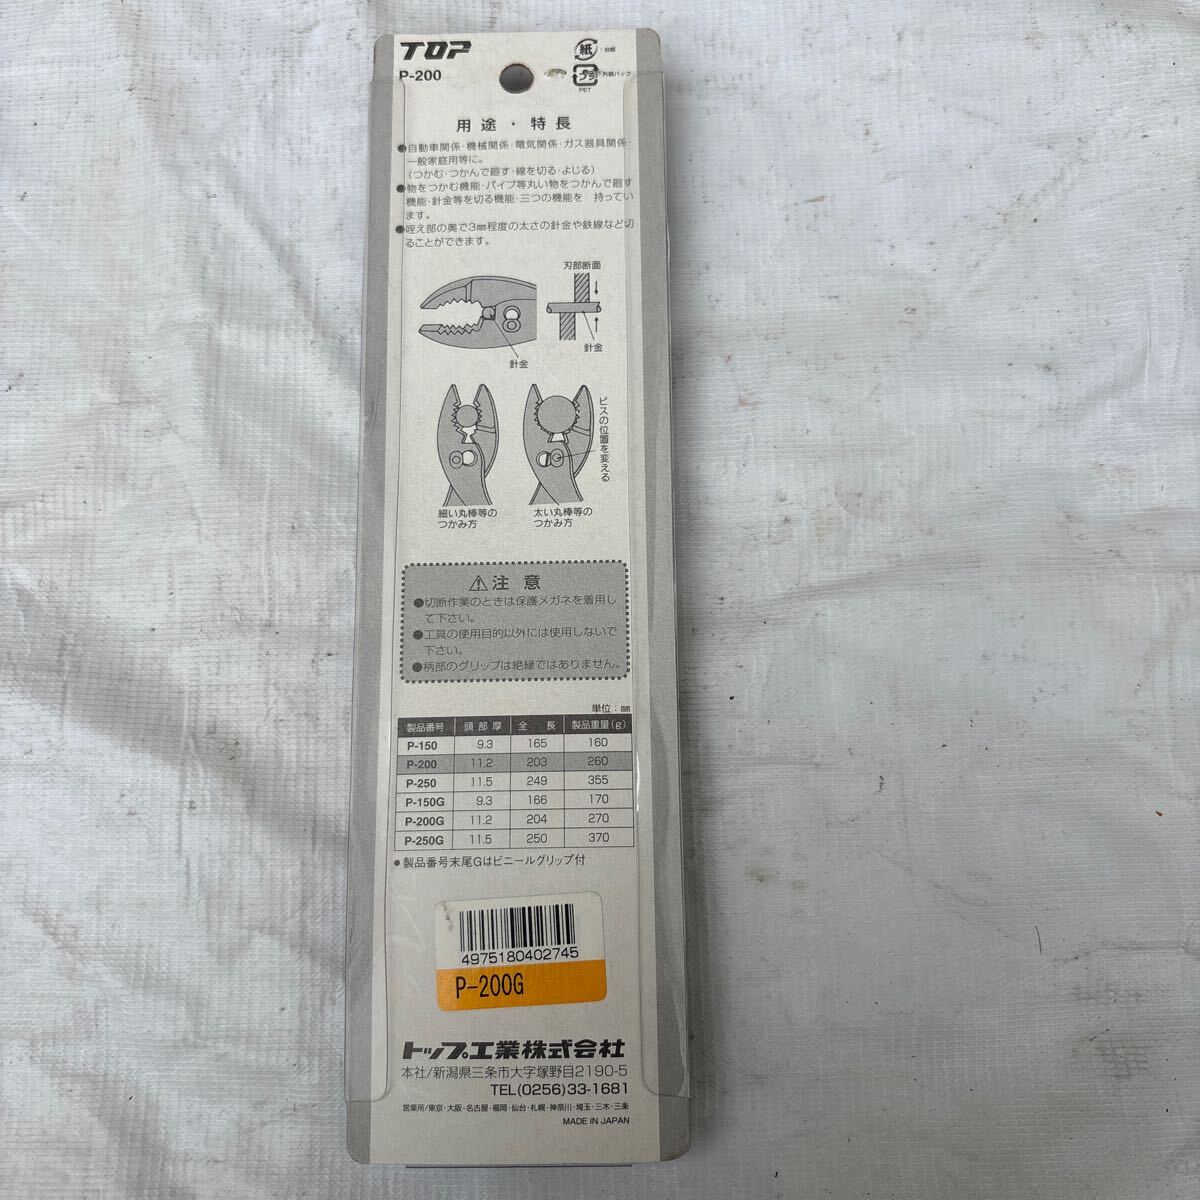 TOP
P-200
紙 : 台紙
プラ : 外装パック
PET
用途・特長
●自動車関係・機械関係・電気関係・ガス器具関係・
一般家庭用等に。
(つかむ・つかんで廻す・線を切る・よじる)
●物をつかむ機能・パイプ等丸い物をつかんで廻す
機能・針金等を切る機能・三つの機能を 持ってい
ます。
●咥え部の奥で3㎜程度の太さの針金や鉄線など切
ることができます。
刃部断面
針金
針金
ビスの位置を変える
細い丸棒等の
つかみ方
太い丸棒等の
つかみ方
⚠注意
●切断作業のときは保護メガネを着用し
て下さい。
●工具の使用目的以外には使用しないで
下さい。
●柄部のグリップは絶縁ではありません。
単位:㎜
製品番号 頭部厚 全長 製品重量(g)
P-150 9.3 165 160
P-200 11.2 203 260
P-250 11.5 249 355
P-150G 9.3 166 170
P-200G 11.2 204 270
P-250G 11.5 250 370
●製品番号末尾Gはビニールグリップ付
4975180402745
P-200G
トップ工業株式会社
本社/新潟県三条市大字塚野目2190-5
TEL(0256)33-1681
営業所/東京・大阪・名古屋・福岡・仙台・札幌・神奈川・埼玉・三木・三条
MADE IN JAPAN